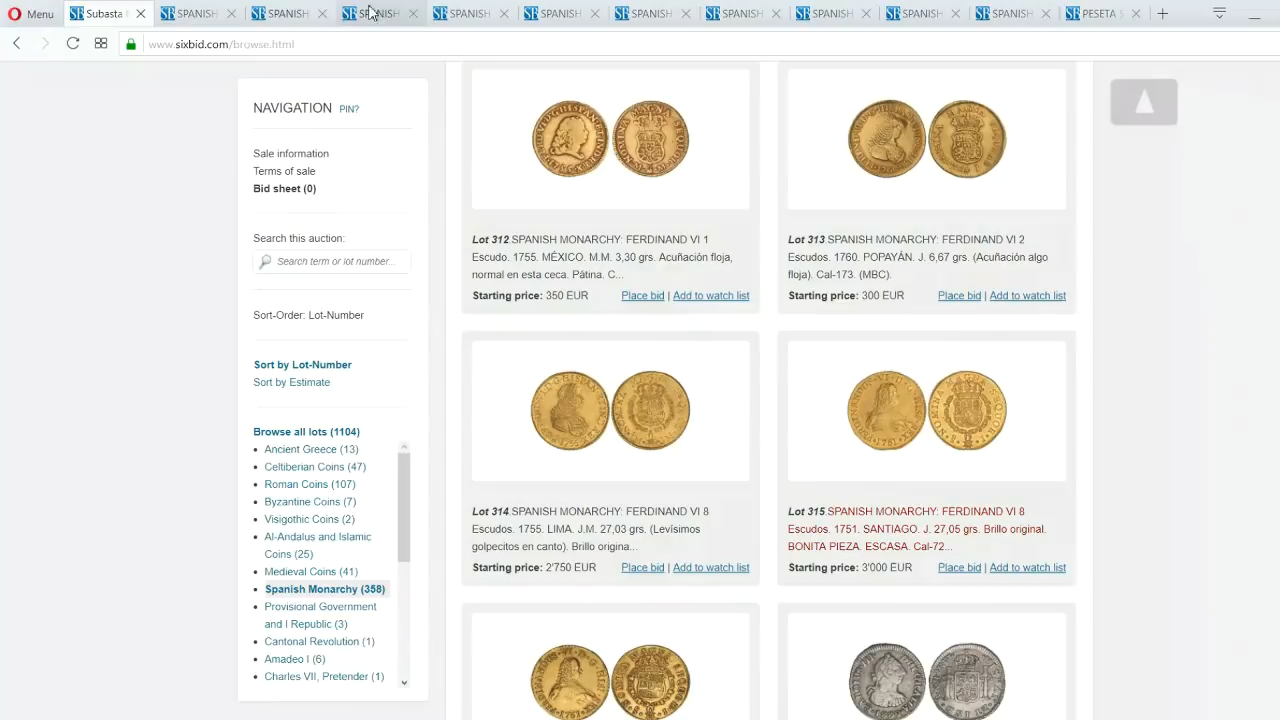 Menu
Subasta
SPANISH
SPANISH
SPANISH
SPANISH
SPANISH
SPANISH
SPANISH
SPANISH
SPANISH
SPANISH
PESETA S
www.sixbid.com/browse.html
NAVIGATION PIN?
Sale information
Terms of sale
Bid sheet (0)
Search this auction:
Search term or lot number...
Sort-Order: Lot-Number
Sort by Lot-Number
Sort by Estimate
Browse all lots (1104)
Ancient Greece (13)
Celtiberian Coins (47)
Roman Coins (107)
Byzantine Coins (7)
Visigothic Coins (2)
Al-Andalus and Islamic
Coins (25)
Medieval Coins (41)
Spanish Monarchy (358)
Provisional Government
and I Republic (3)
Cantonal Revolution (1)
Amadeo I (6)
Charles VII, Pretender (1)
Lot 312 SPANISH MONARCHY: FERDINAND VI 1
Escudo. 1755. MÉXICO. M.M. 3,30 grs. Acuñación floja,
normal en esta ceca. Pátina. C...
Starting price: 350 EUR Place bid | Add to watch list
Lot 313 SPANISH MONARCHY: FERDINAND VI 2
Escudos. 1760. POPAYÁN. J. 6,67 grs. (Acuñación algo
floja). Cal-173. (MBC).
Starting price: 300 EUR Place bid | Add to watch list
Lot 314 SPANISH MONARCHY: FERDINAND VI 8
Escudos. 1755. LIMA. J.M. 27,03 grs. (Levísimos
golpecitos en canto). Brillo origina...
Starting price: 2'750 EUR Place bid | Add to watch list
Lot 315 SPANISH MONARCHY: FERDINAND VI 8
Escudos. 1751. SANTIAGO. J. 27,05 grs. Brillo original.
BONITA PIEZA. ESCASA. Cal-72...
Starting price: 3'000 EUR Place bid | Add to watch list